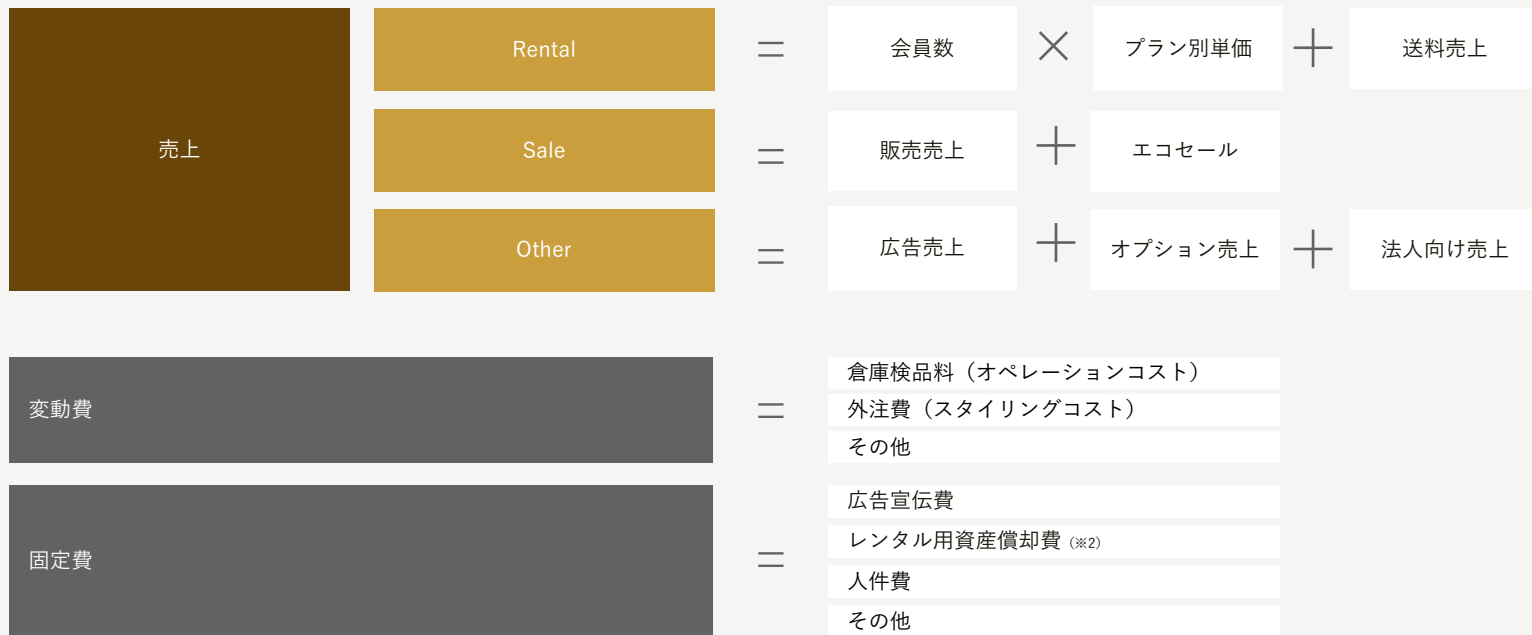 売上
Rental = 会員数 × プラン別単価 + 送料売上
Sale = 販売売上 + エコセール
Other = 広告売上 + オプション売上 + 法人向け売上
変動費 =
倉庫検品料（オペレーションコスト）
外注費（スタイリングコスト）
その他
固定費 =
広告宣伝費
レンタル用資産償却費（※2）
人件費
その他